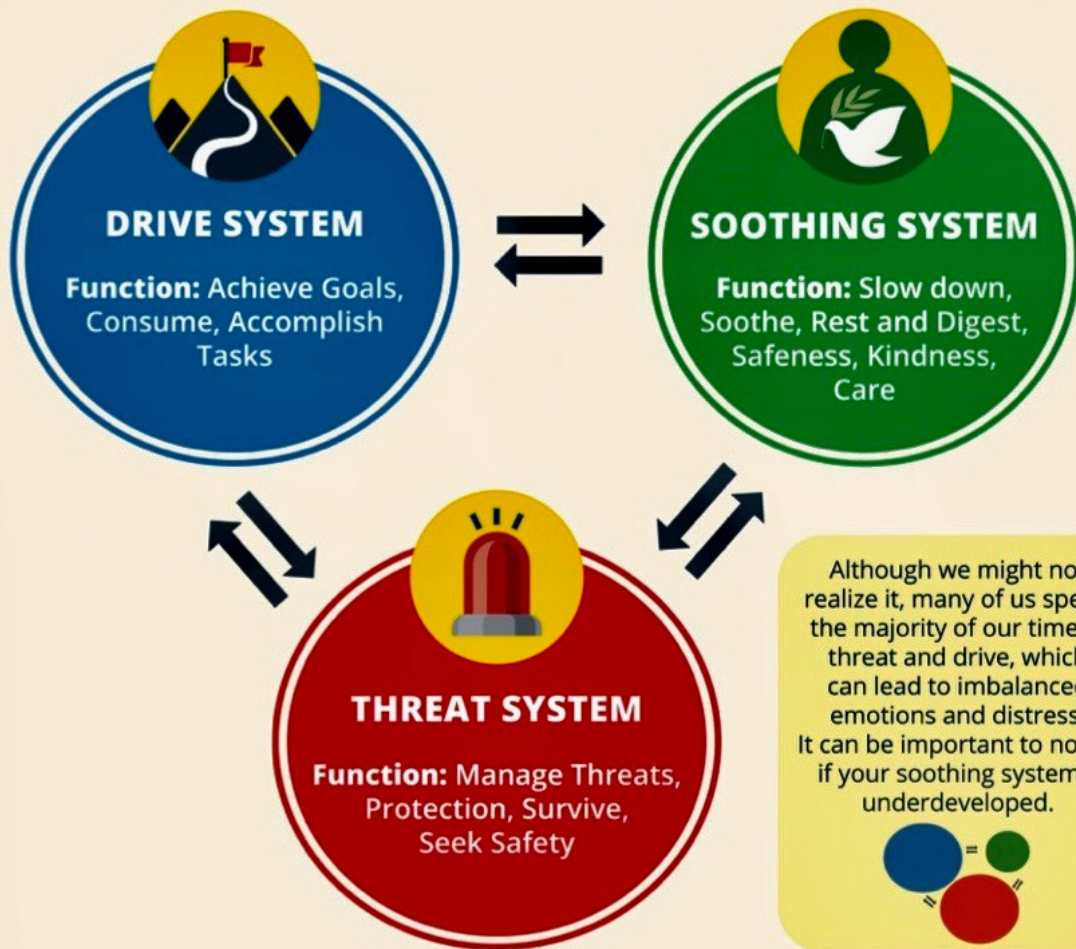 DRIVE SYSTEM
Function: Achieve Goals,
Consume, Accomplish
Tasks
SOOTHING SYSTEM
Function: Slow down,
Soothe, Rest and Digest,
Safeness, Kindness,
Care
THREAT SYSTEM
Function: Manage Threats,
Protection, Survive,
Seek Safety
Although we might
realize it, many of us
the majority of our time
threat and drive,
can lead to
emotions and distress
It can be important to
if your soothing system
underdeveloped.